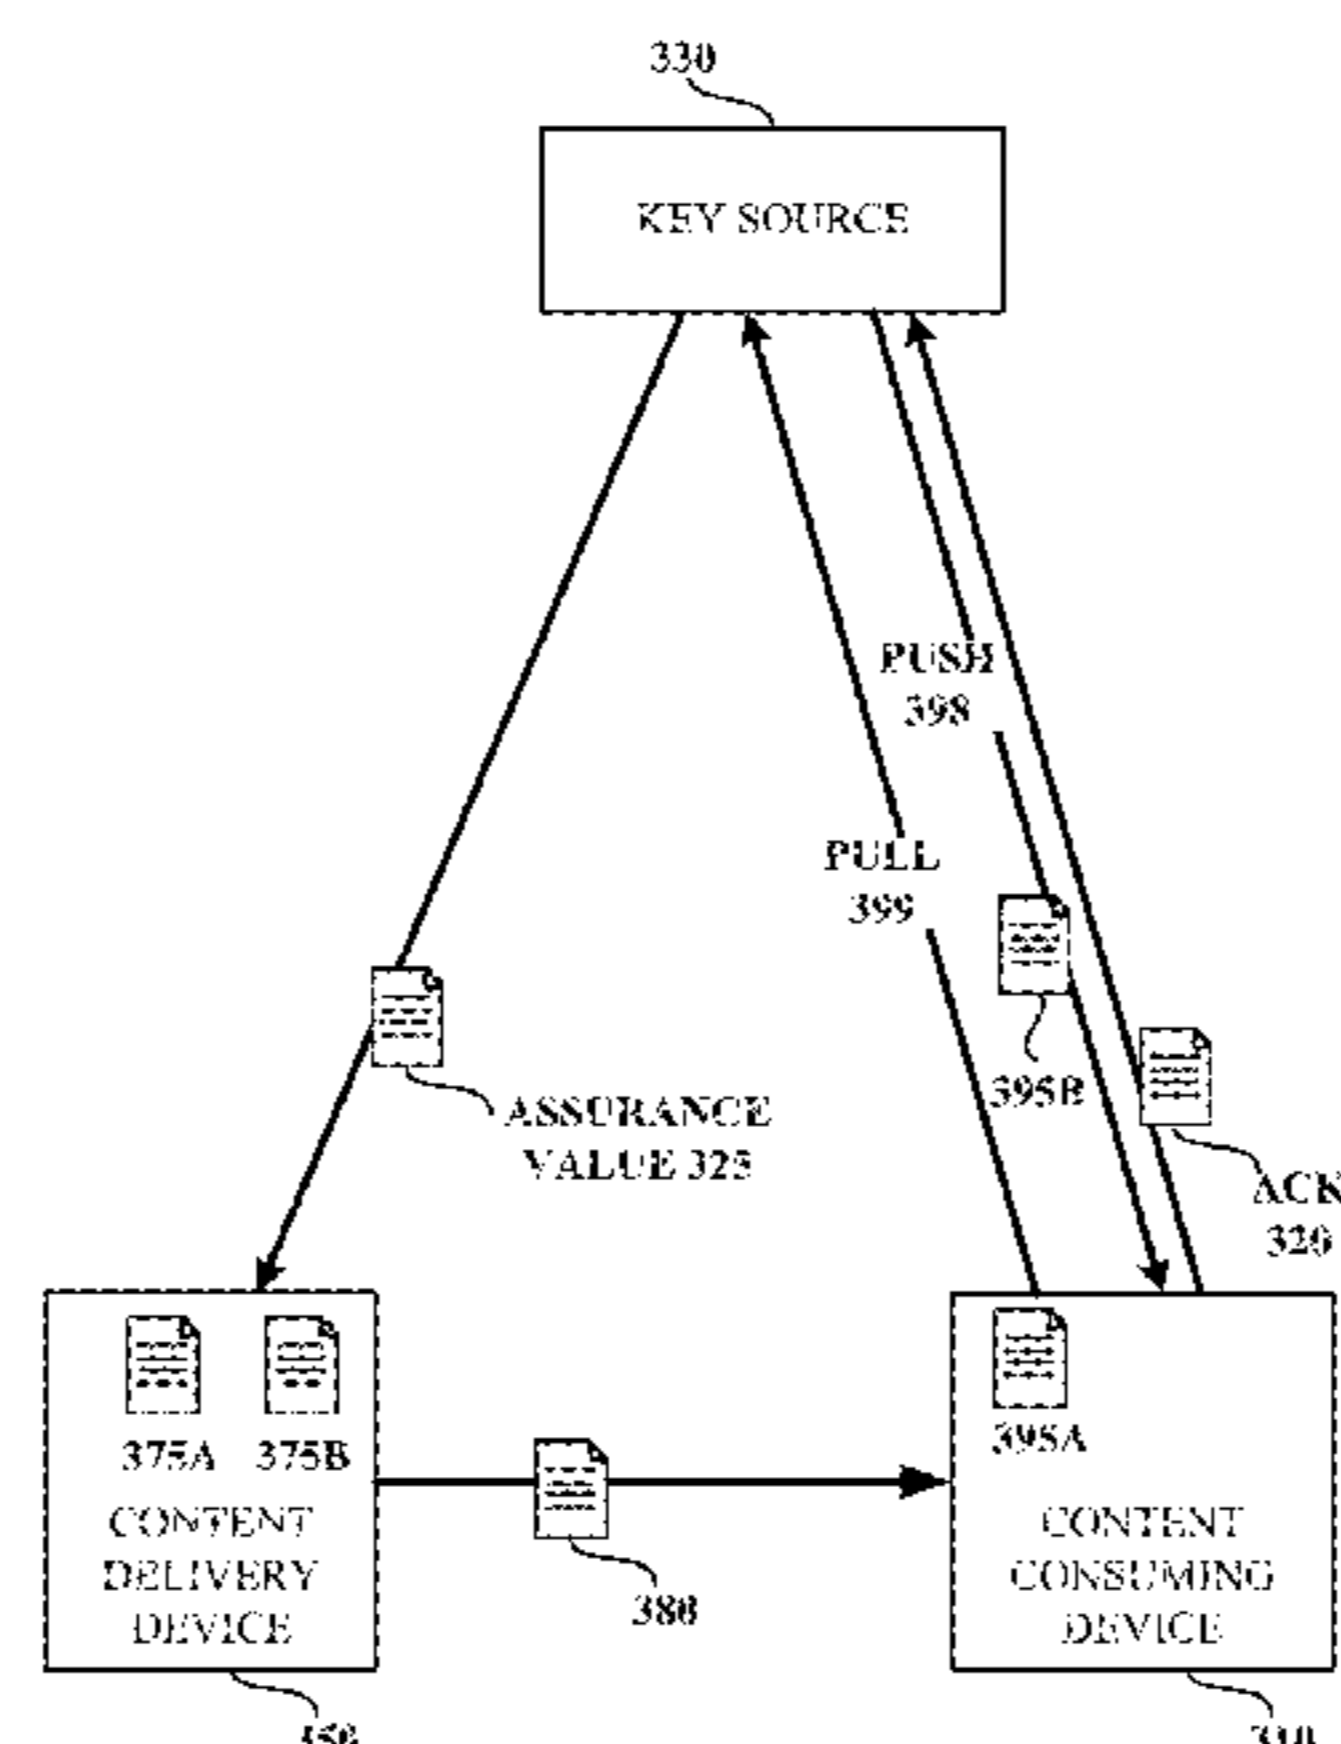 330
KEY SOURCE
PUSH
398
PULL
399
395B
ASSURANCE
VALUE 325
ACK
320
375A 375B
CONTENT
DELIVERY
DEVICE
380
395A
CONTENT
CONSUMING
DEVICE